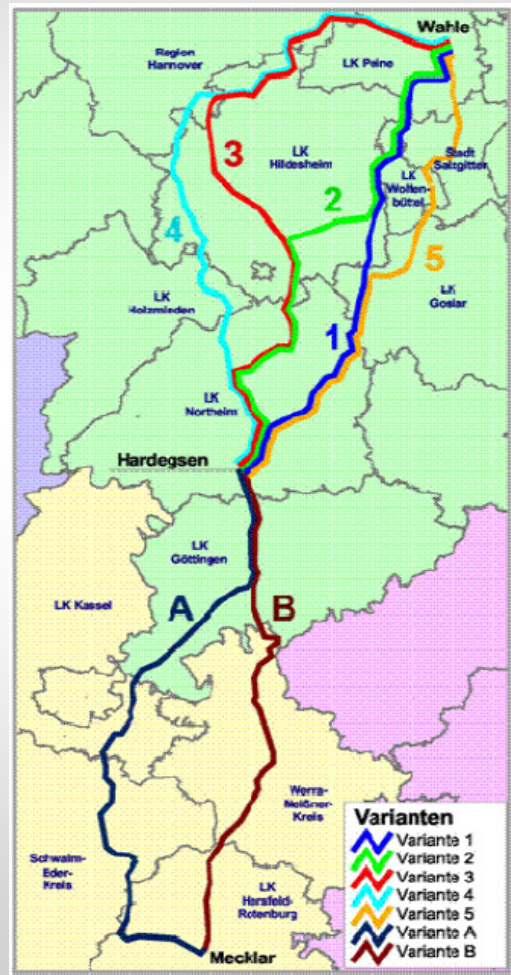 Wahle
Region
Hannover
LK Peine
3
LK
Hildesheim
Stadt
Salzgitter
LK
Wolfen-
büttel
2
4
5
LK
Goslar
LK
Holzminden
1
LK
Northeim
Hardegsen
LK
Göttingen
LK Kassel
A
B
Werra-
Meißner-
Kreis
Schwalm-
Eder-
Kreis
LK
Hersfeld-
Rotenburg
Mecklar
Varianten
Variante 1
Variante 2
Variante 3
Variante 4
Variante 5
Variante A
Variante B